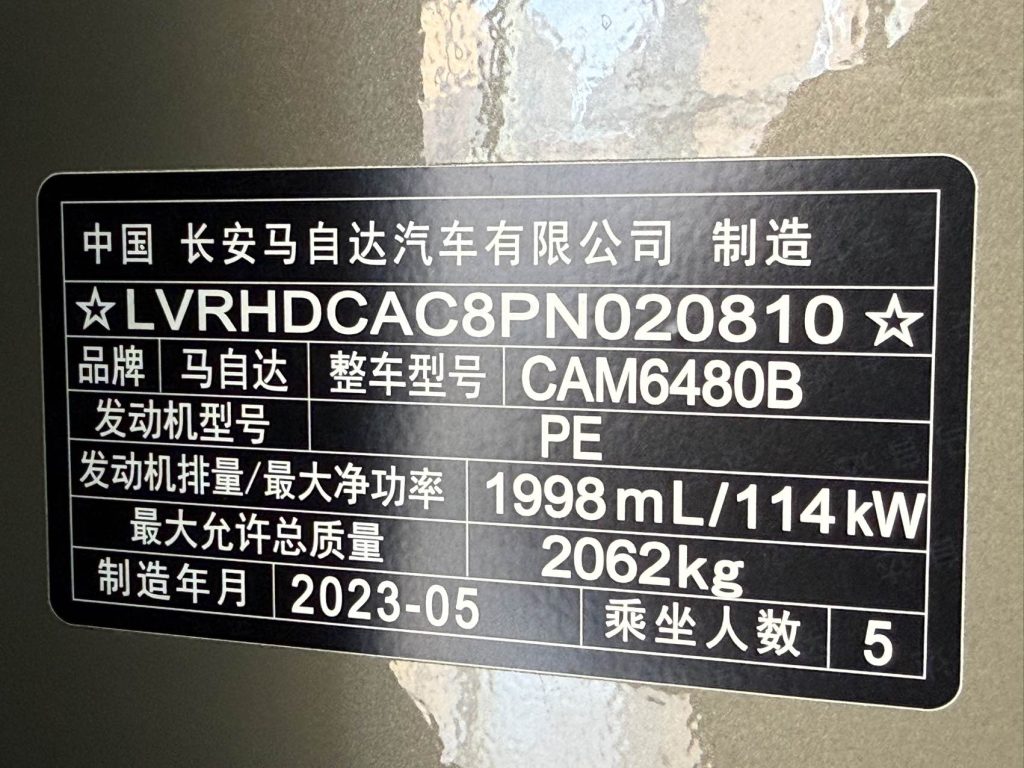 中国 长安马自达汽车有限公司 制造
☆LVRHDCAC8PN020810☆
品牌 马自达 整车型号 CAM6480B
发动机型号 PE
发动机排量/最大净功率 1998mL/114kW
最大允许总质量 2062kg
制造年月 2023-05 乘坐人数 5